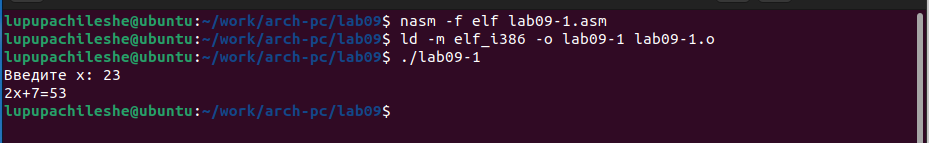 lupupachileshe@ubuntu:~/work/arch-pc/lab09$ nasm -f elf lab09-1.asm
lupupachileshe@ubuntu:~/work/arch-pc/lab09$ ld -m elf_i386 -o lab09-1 lab09-1.o
lupupachileshe@ubuntu:~/work/arch-pc/lab09$ ./lab09-1
Введите x: 23
2x+7=53
lupupachileshe@ubuntu:~/work/arch-pc/lab09$